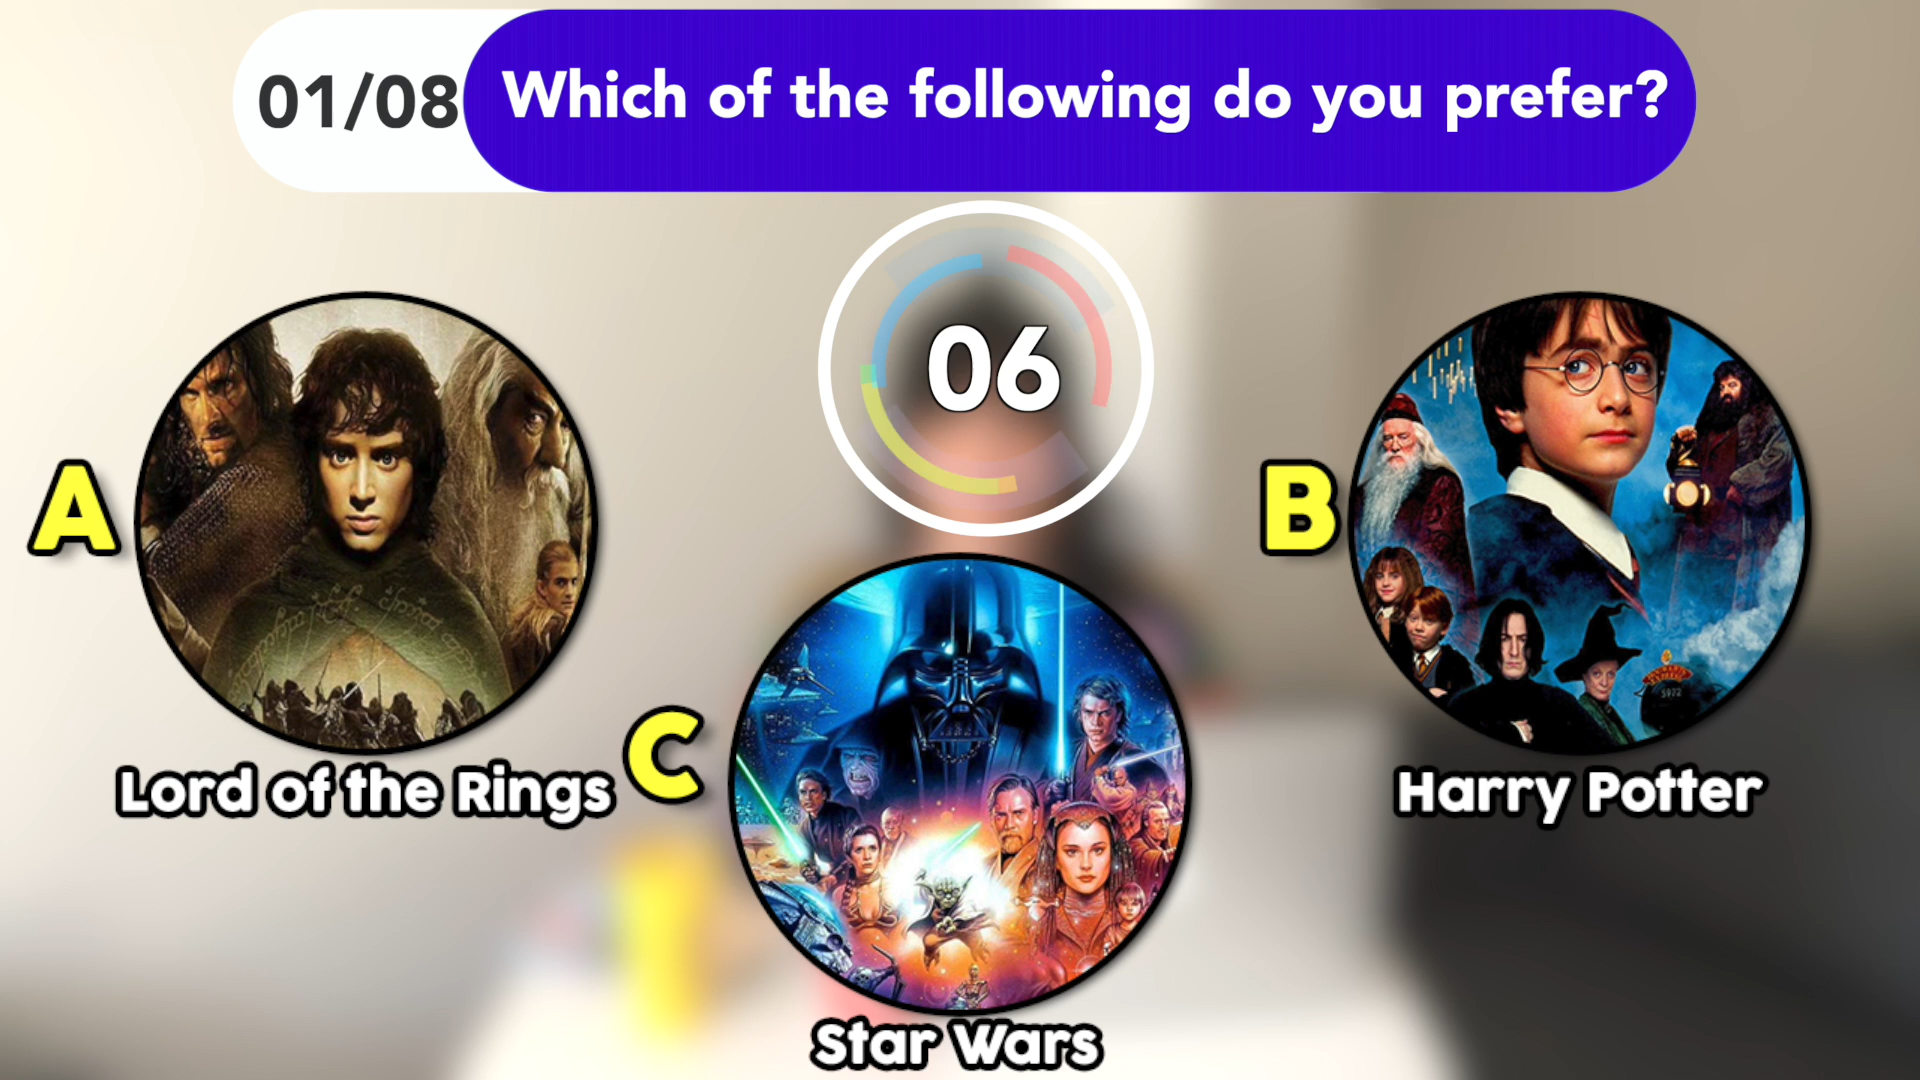 01/08
Which of the following do you prefer?
06
A
B
Lord of the Rings
C
Harry Potter
Star Wars